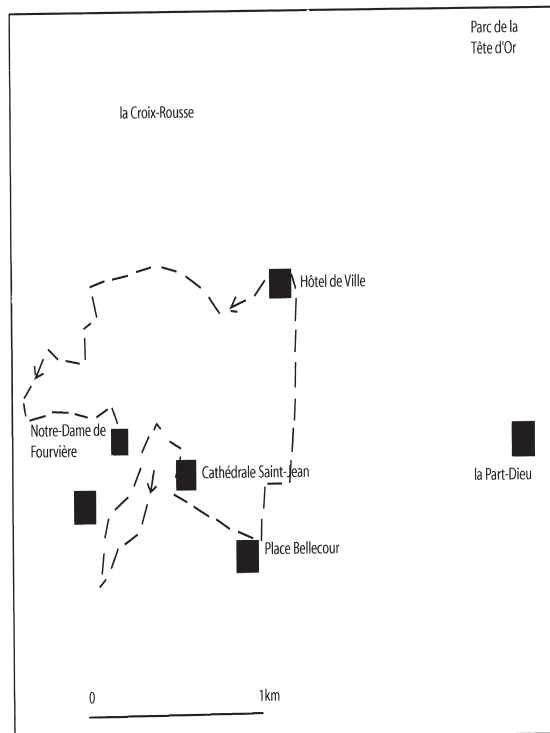 Parc de la
Tête d'Or
la Croix-Rousse
Hôtel de Ville
Notre-Dame de
Fourvière
Cathédrale Saint-Jean
la Part-Dieu
Place Bellecour
0 1km